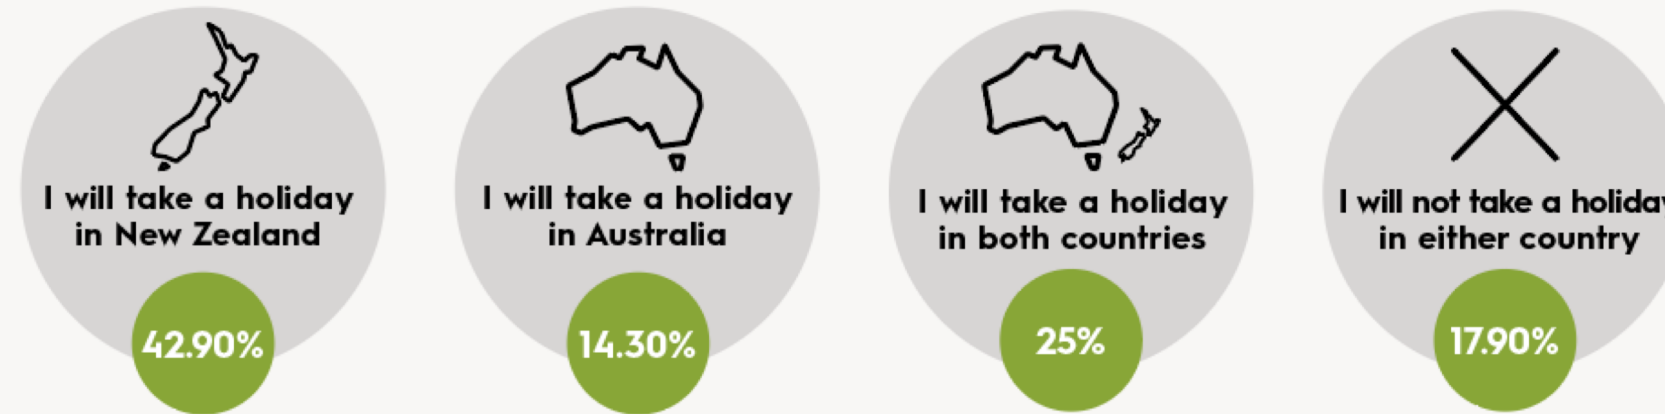 I will take a holiday
in New Zealand
42.90%
I will take a holiday
in Australia
14.30%
I will take a holiday
in both countries
25%
I will not take a holiday
in either country
17.90%